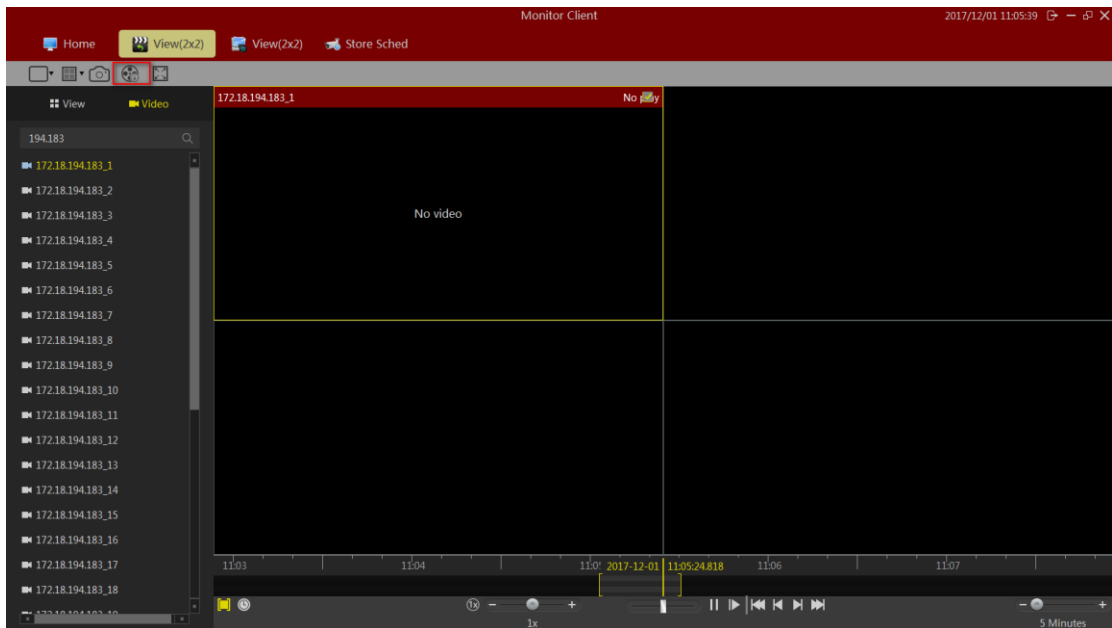 Monitor Client
2017/12/01 11:05:39
Home
View(2x2)
View(2x2)
Store Sched
View
Video
172.18.194.183_1
194.183
172.18.194.183_1
172.18.194.183_2
172.18.194.183_3
172.18.194.183_4
172.18.194.183_5
172.18.194.183_6
172.18.194.183_7
172.18.194.183_8
172.18.194.183_9
172.18.194.183_10
172.18.194.183_11
172.18.194.183_12
172.18.194.183_13
172.18.194.183_14
172.18.194.183_15
172.18.194.183_16
172.18.194.183_17
172.18.194.183_18
No video
11:03
11:04
2017-12-01 11:05:24.818
11:06
11:07
1x
1x
5 Minutes